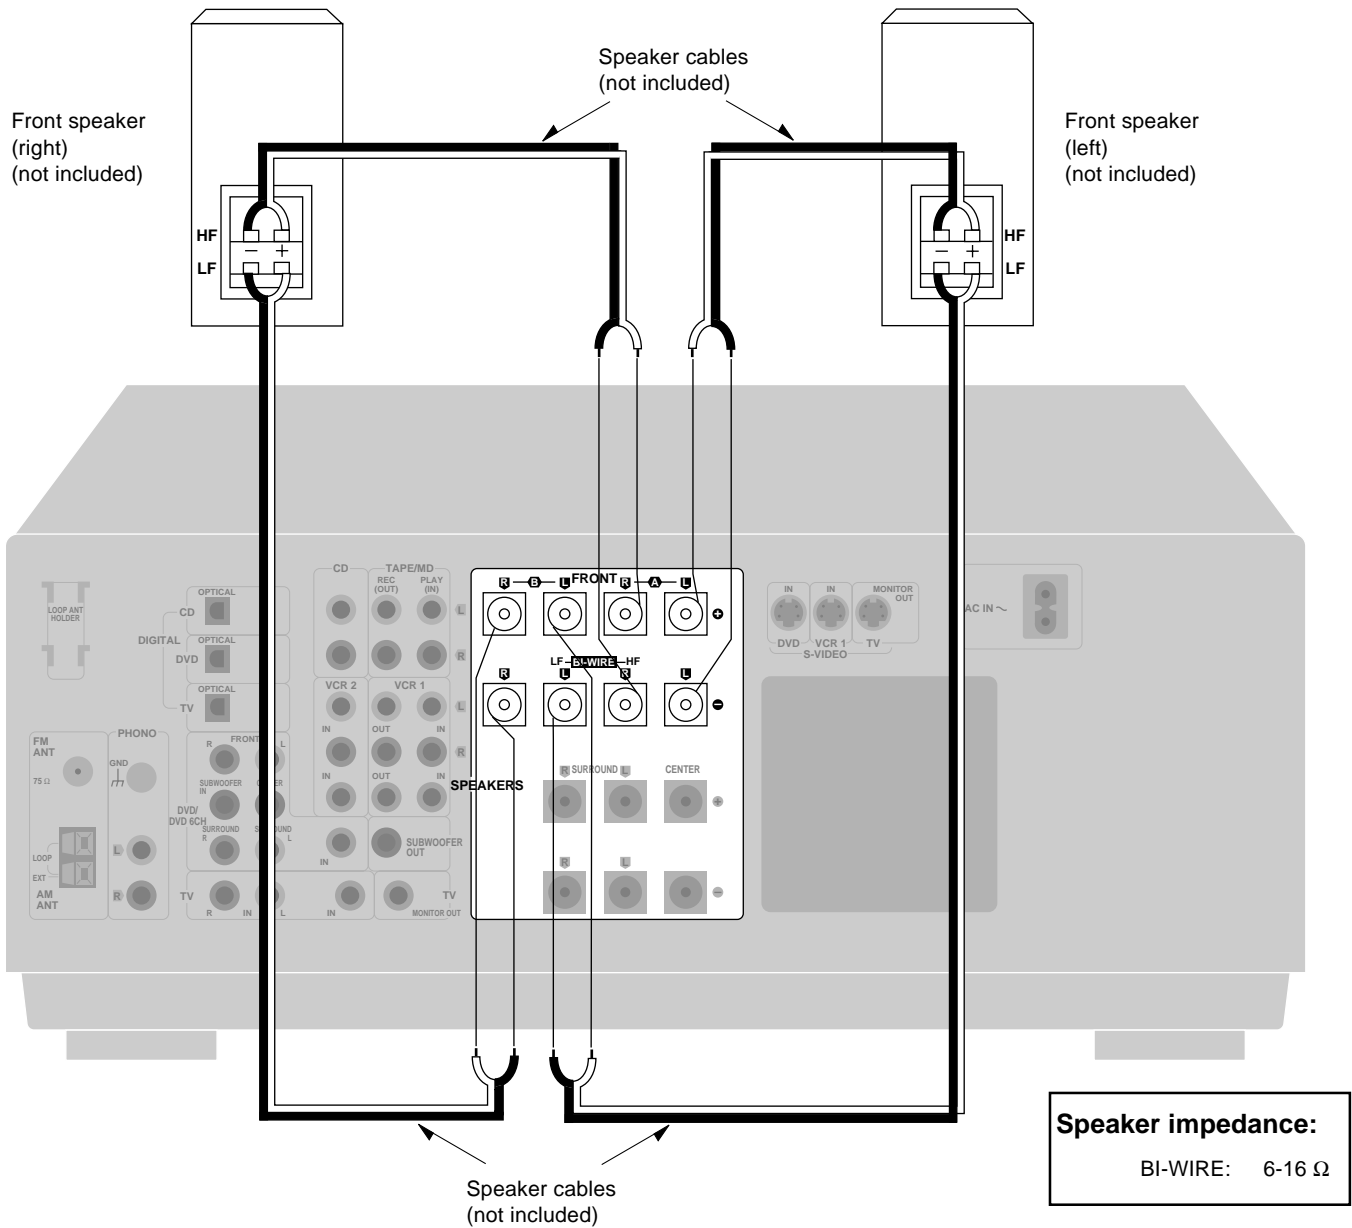 Speaker cables
(not included)
Front speaker
(right)
(not included)
Front speaker
(left)
(not included)
HF
− +
LF
HF
− +
LF
CD
TAPE/MD
REC
(OUT)
PLAY
(IN)
L
R
LOOP ANT
HOLDER
OPTICAL
CD
DIGITAL
OPTICAL
DVD
OPTICAL
TV
VCR 2
VCR 1
L
IN
OUT
IN
R
IN
OUT
IN
R B L FRONT R A L
+
LF BI-WIRE HF
R L R L
−
SPEAKERS
R SURROUND L
CENTER
+
R L
−
IN
IN
MONITOR
OUT
DVD
VCR 1
TV
S-VIDEO
AC IN ~
FM
ANT
75 Ω
PHONO
GND
L
R
LOOP
EXT
AM
ANT
R FRONT L
SUBWOOFER
IN
DVD/
DVD 6CH
SURROUND
R
L
IN
SUBWOOFER
OUT
TV
R IN L
IN
TV
MONITOR OUT
Speaker cables
(not included)
Speaker impedance:
BI-WIRE: 6-16 Ω